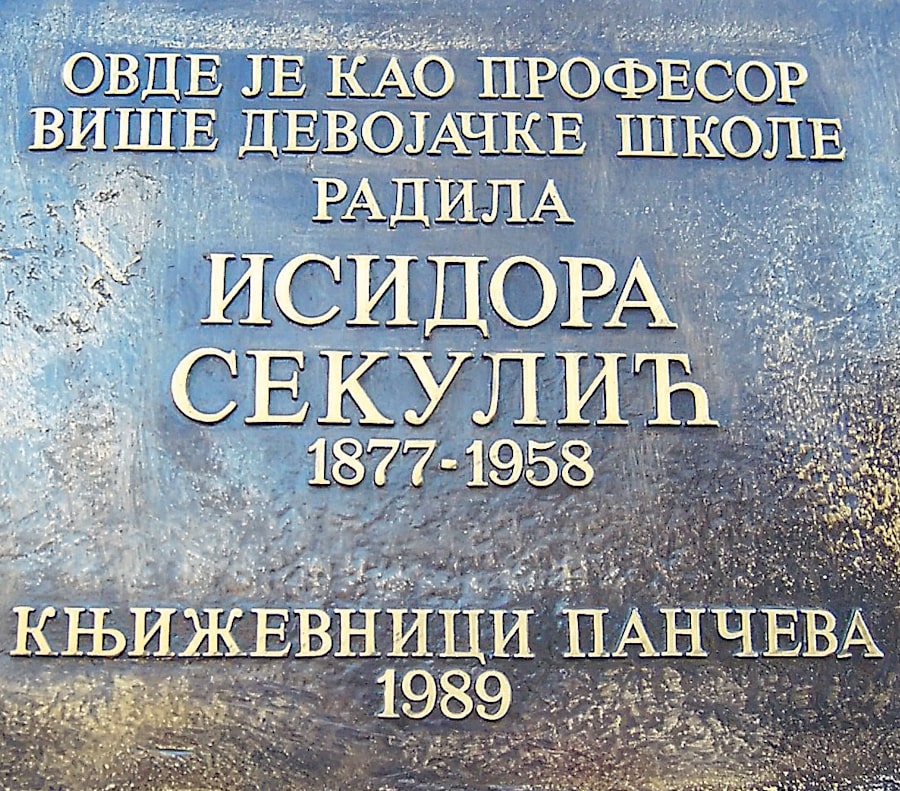 ОВДЕ ЈЕ КАО ПРОФЕСОР
ВИШЕ ДЕВОЈАЧКЕ ШКОЛЕ
РАДИЛА
ИСИДОРА
СЕКУЛИЋ
1877-1958
КЊИЖЕВНИЦИ ПАНЧЕВА
1989